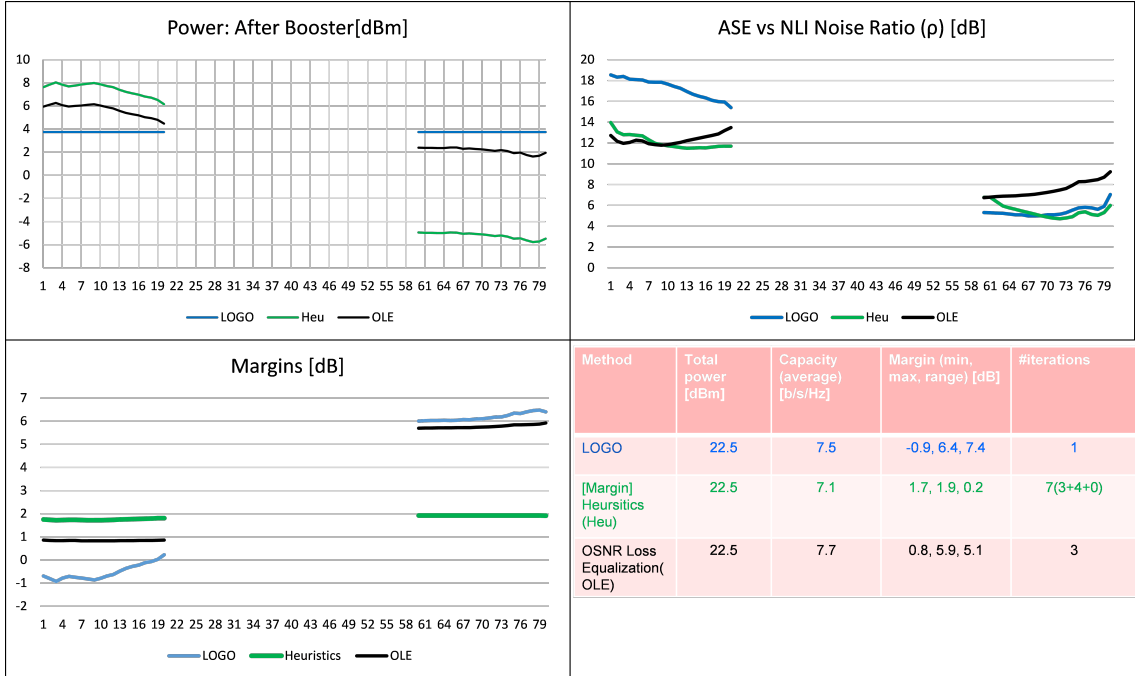 Power: After Booster[dBm]
10
8
6
4
2
0
-2
-4
-6
-8
1 4 7 10 13 16 19 22 25 28 31 34 37 40 43 46 49 52 55 58 61 64 67 70 73 76 79
LOGO Heu OLE
ASE vs NLI Noise Ratio (ρ) [dB]
20
18
16
14
12
10
8
6
4
2
0
1 4 7 10 13 16 19 22 25 28 31 34 37 40 43 46 49 52 55 58 61 64 67 70 73 76 79
LOGO Heu OLE
Margins [dB]
7
6
5
4
3
2
1
0
-1
-2
1 4 7 10 13 16 19 22 25 28 31 34 37 40 43 46 49 52 55 58 61 64 67 70 73 76 79
LOGO Heuristics OLE
Method Total Capacity Margin (min, #iterations
power (average) max, range) [dB]
[dBm] [b/s/Hz]
LOGO 22.5 7.5 -0.9, 6.4, 7.4 1
[Margin] 22.5 7.1 1.7, 1.9, 0.2 7(3+4+0)
Heursitics
(Heu)
OSNR Loss 22.5 7.7 0.8, 5.9, 5.1 3
Equalization(
OLE)